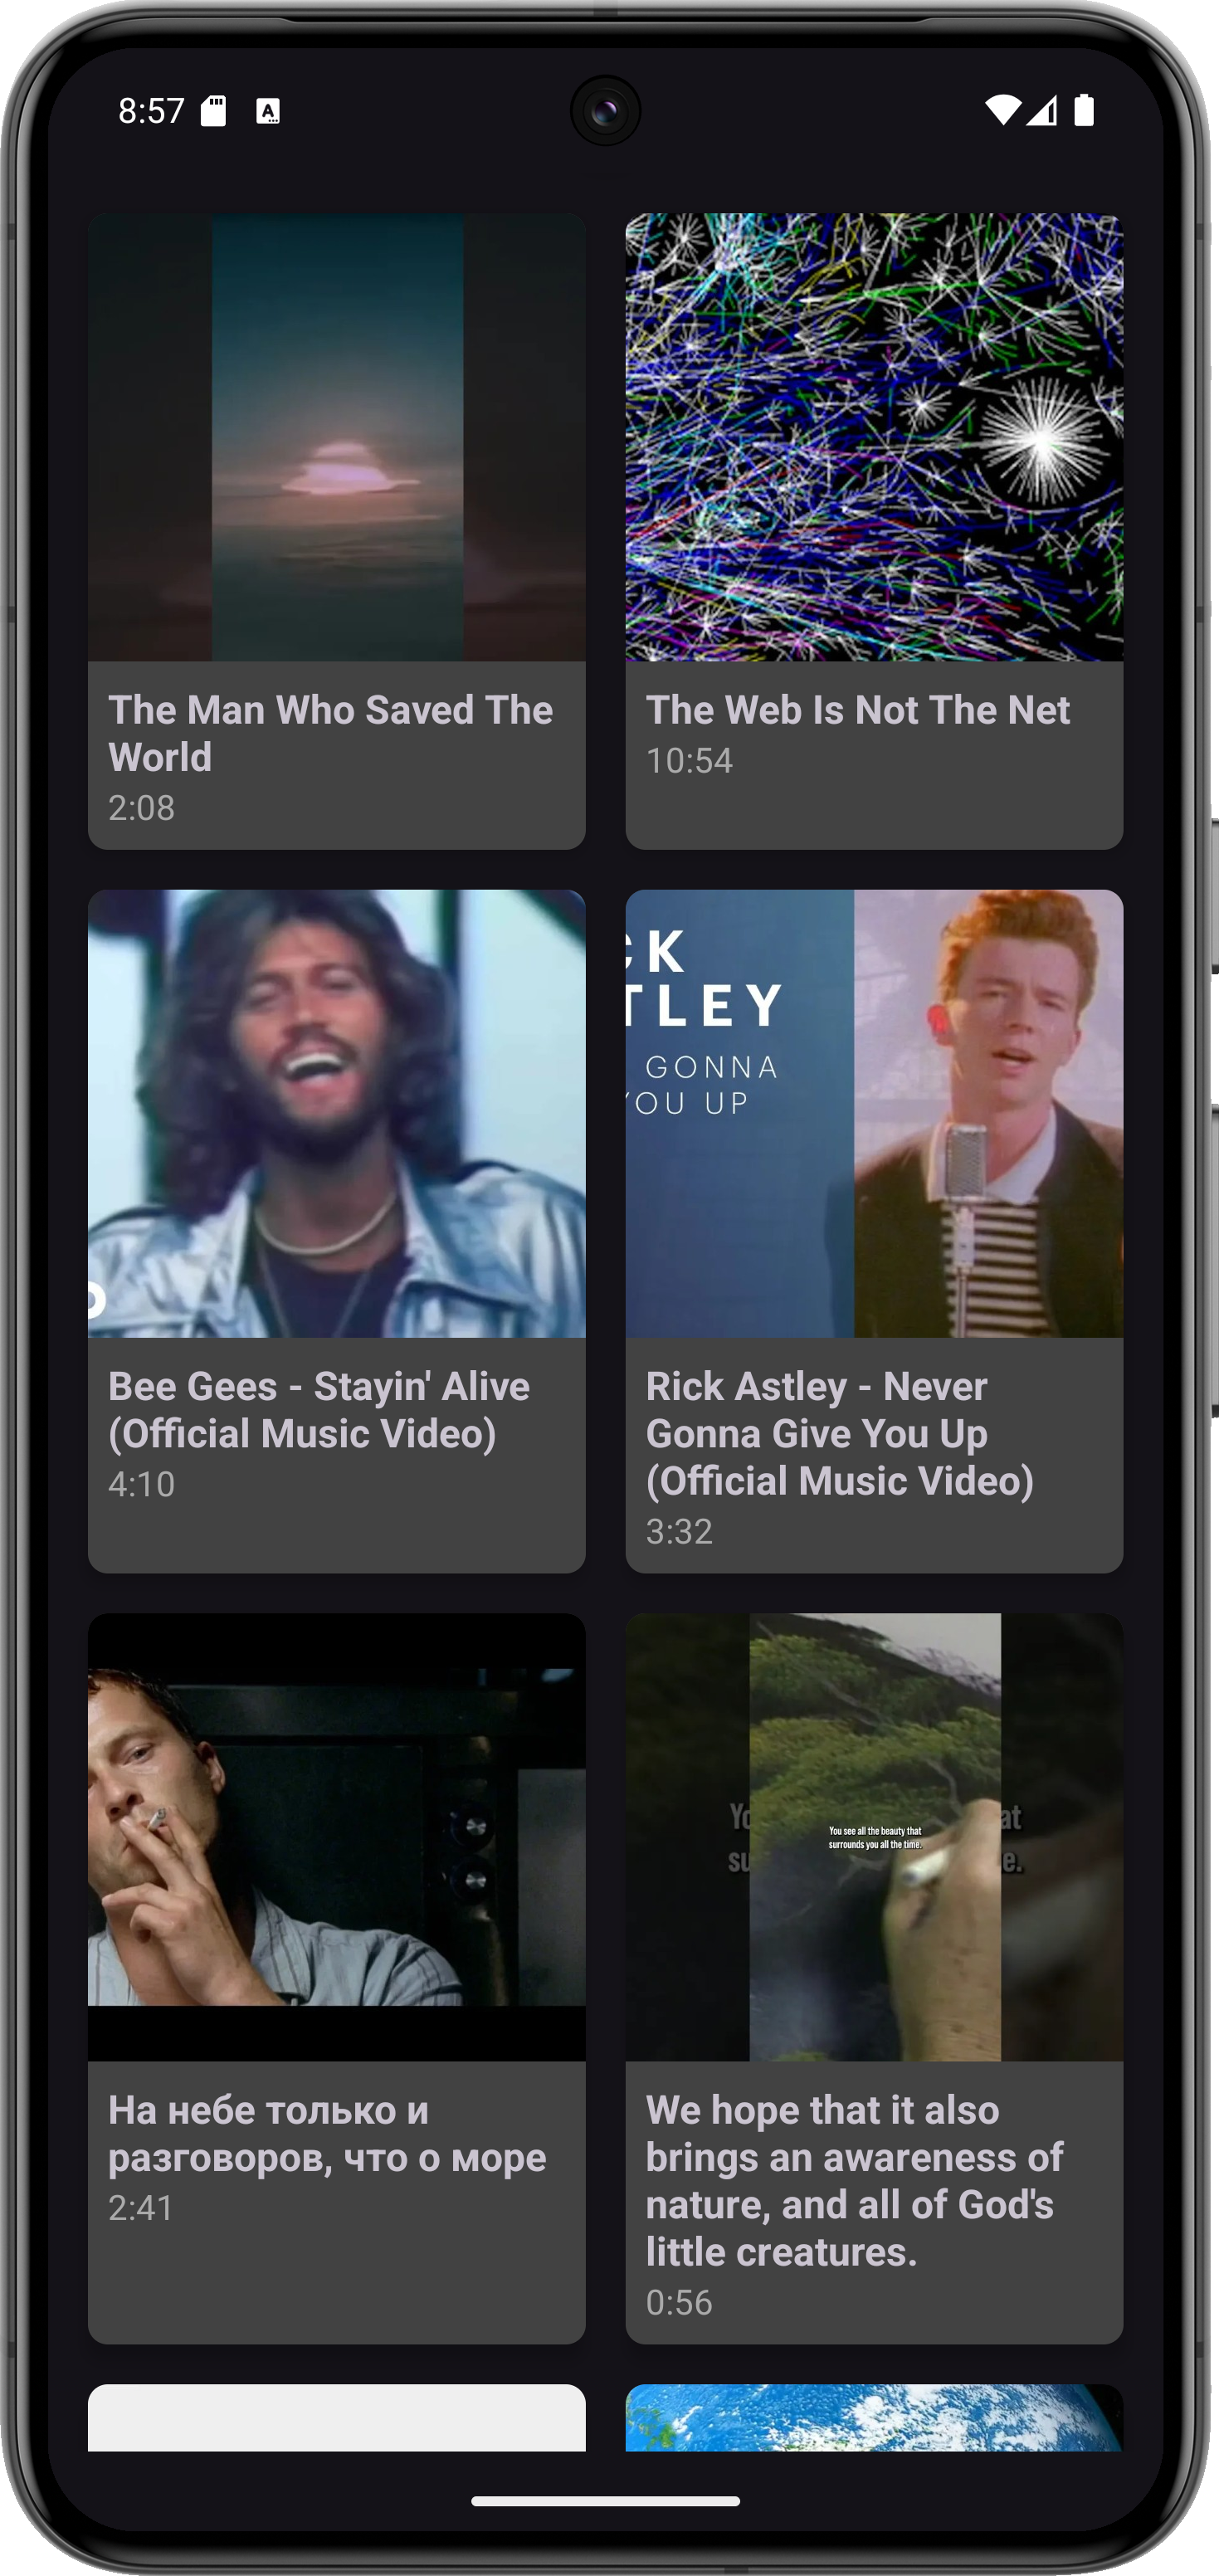 8:57
A
The Man Who Saved The
World
2:08
The Web Is Not The Net
10:54
CK
TLEY
GONNA
YOU UP
Bee Gees - Stayin' Alive
(Official Music Video)
4:10
Rick Astley - Never
Gonna Give You Up
(Official Music Video)
3:32
You see all the beauty that
surrounds you all the time.
На небе только и
разговоров, что о море
2:41
We hope that it also
brings an awareness of
nature, and all of God's
little creatures.
0:56